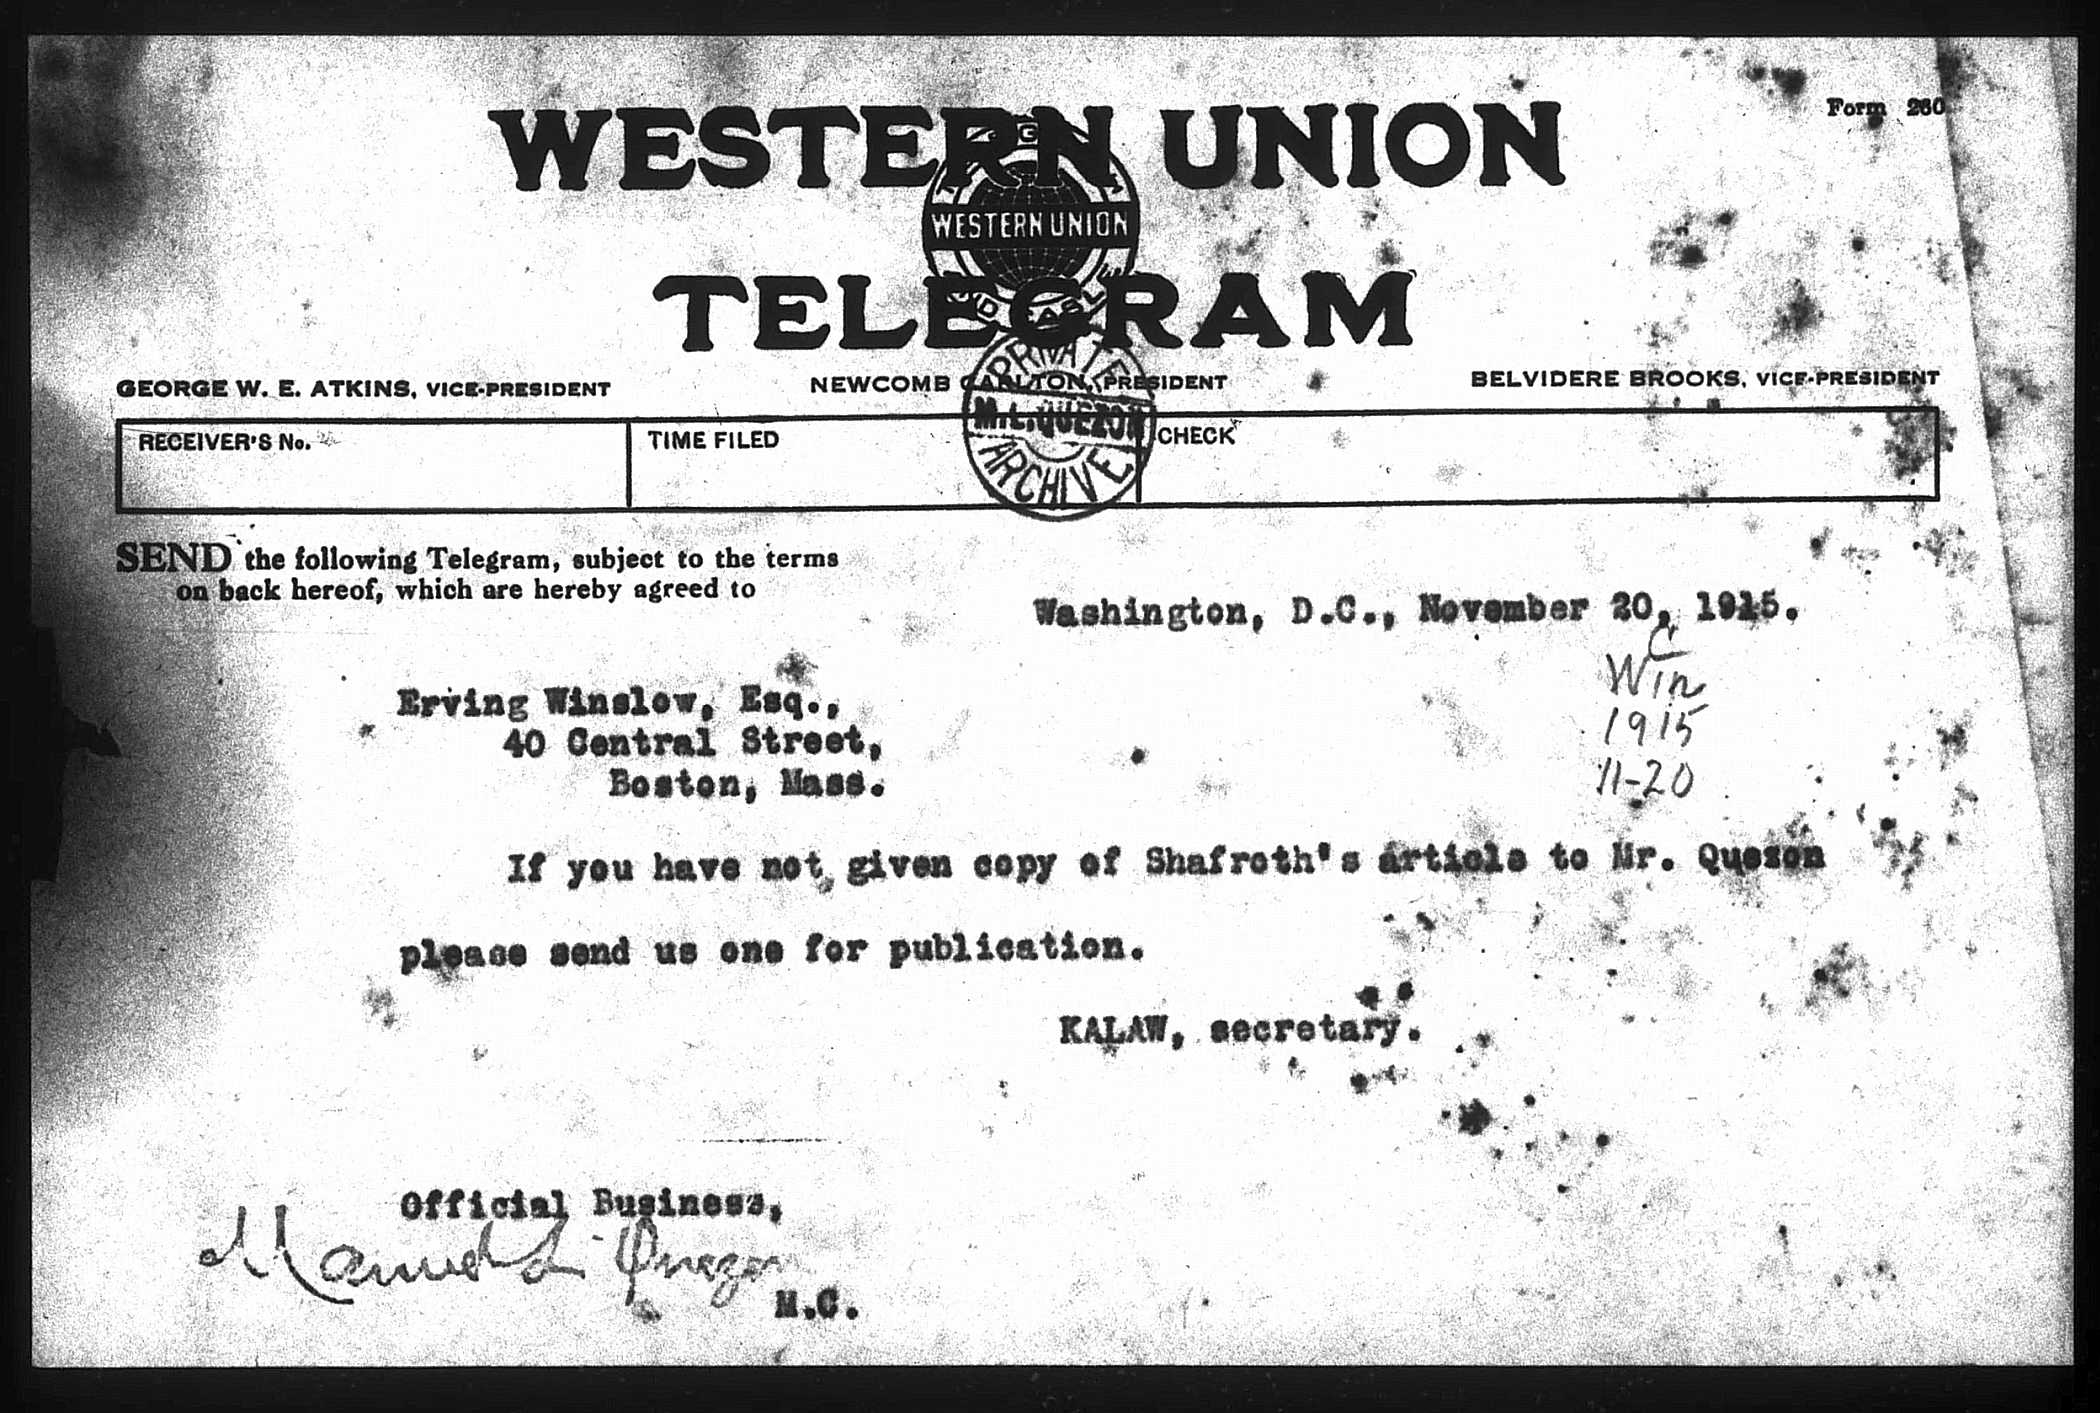 Form 260
WESTERN UNION
WESTERN UNION
TELEGRAM
GEORGE W. E. ATKINS, VICE-PRESIDENT
NEWCOMB CARLTON, PRESIDENT
BELVIDERE BROOKS, VICE-PRESIDENT
PRIVATE
M.L.QUEZON
ARCHIVE
RECEIVER'S No.
TIME FILED
CHECK
SEND the following Telegram, subject to the terms
on back hereof, which are hereby agreed to
Washington, D.C., November 20, 1915.
C
Win
1915
11-20
Erving Winslow, Esq.,
40 Central Street,
Boston, Mass.
If you have not given copy of Shafroth's article to Mr. Quezon
please send us one for publication.
KALAW, secretary.
Official Business,
Manuel L. Quezon
M.C.